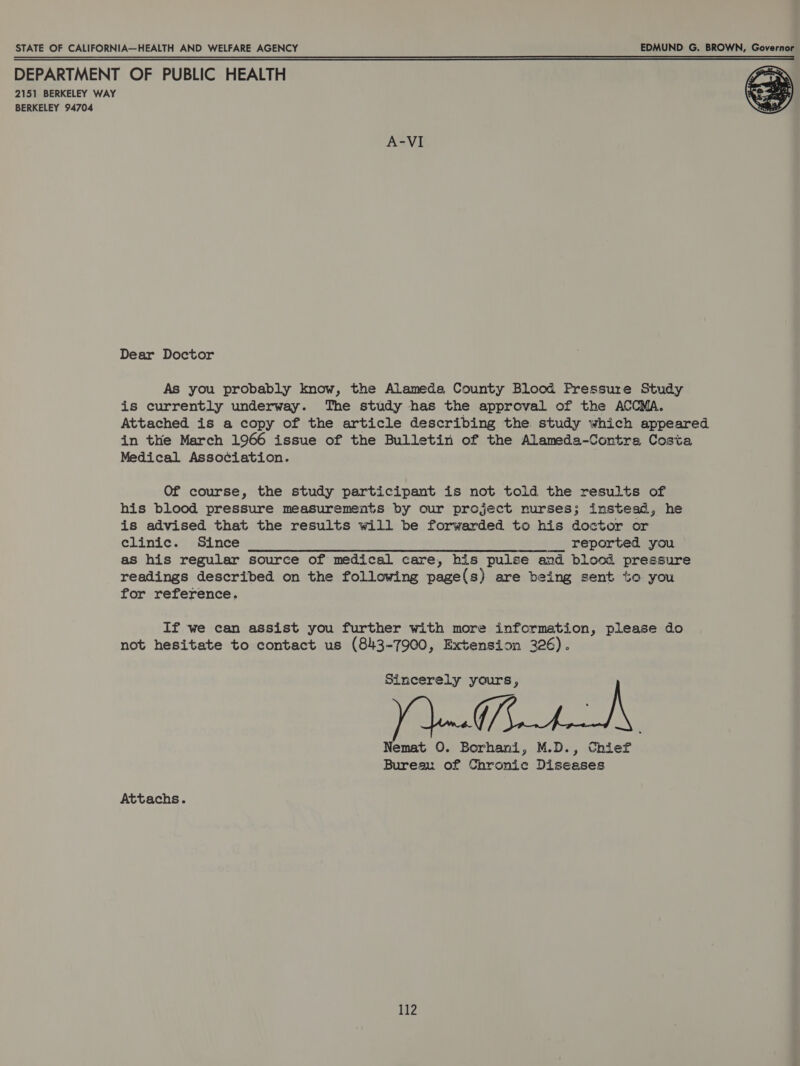 STATE OF CALIFORNIA—HEALTH AND WELFARE AGENCY
EDMUND G. BROWN, Governor
DEPARTMENT OF PUBLIC HEALTH
2151 BERKELEY WAY
BERKELEY 94704
A-VI
Dear Doctor
As you probably know, the Alameda County Blood Pressure Study
is currently underway. The study has the approval of the ACCMA.
Attached is a copy of the article describing the study which appeared
in the March 1966 issue of the Bulletin of the Alameda-Contra Costa
Medical Association.
Of course, the study participant is not told the results of
his blood pressure measurements by our project nurses; instead, he
is advised that the results will be forwarded to his doctor or
clinic. Since ______ reported you
as his regular source of medical care, his pulse and blood pressure
readings described on the following page(s) are being sent to you
for reference.
If we can assist you further with more information, please do
not hesitate to contact us (843-7900, Extension 326).
Sincerely yours,
Nemat O. Borhani, M.D., Chief
Bureau of Chronic Diseases
Attachs.
112